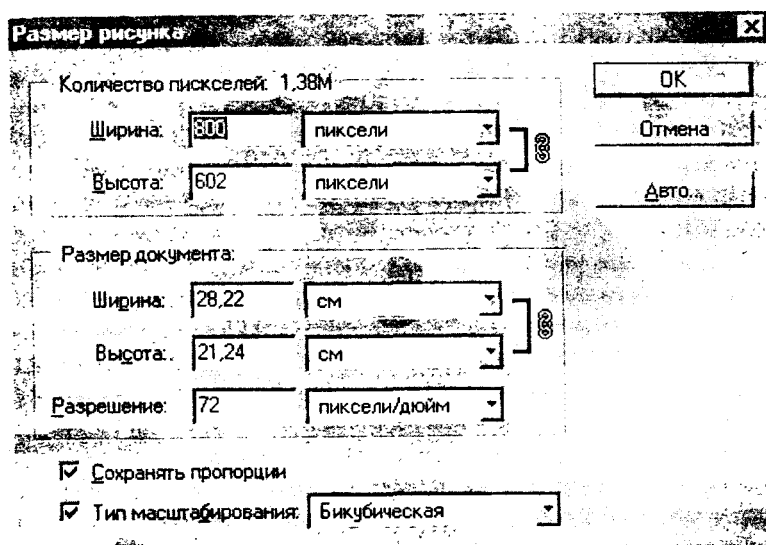 Размер рисунка
Количество пискселей: 1,38M
OK
Ширина: 800 пиксели
Отмена
Высота: 602 пиксели
Авто...
Размер документа:
Ширина: 28,22 см
Высота: 21,24 см
Разрешение: 72 пиксели/дюйм
Сохранять пропорции
Тип масштабирования: Бикубическая